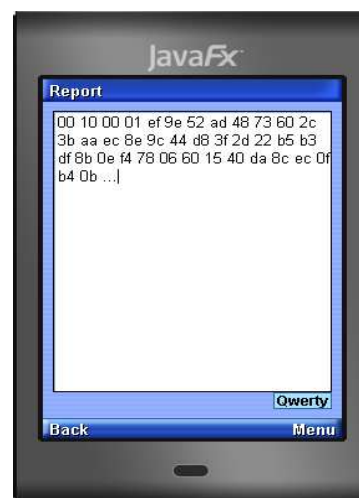 JavaFx
Report
00 10 00 01 ef 9e 52 ad 48 73 60 2c
3b aa ec 8e 9c 44 d8 3f 2d 22 b5 b3
df 8b 0e f4 78 06 60 15 40 da 8c ec 0f
b4 0b ...
Qwerty
Back Menu